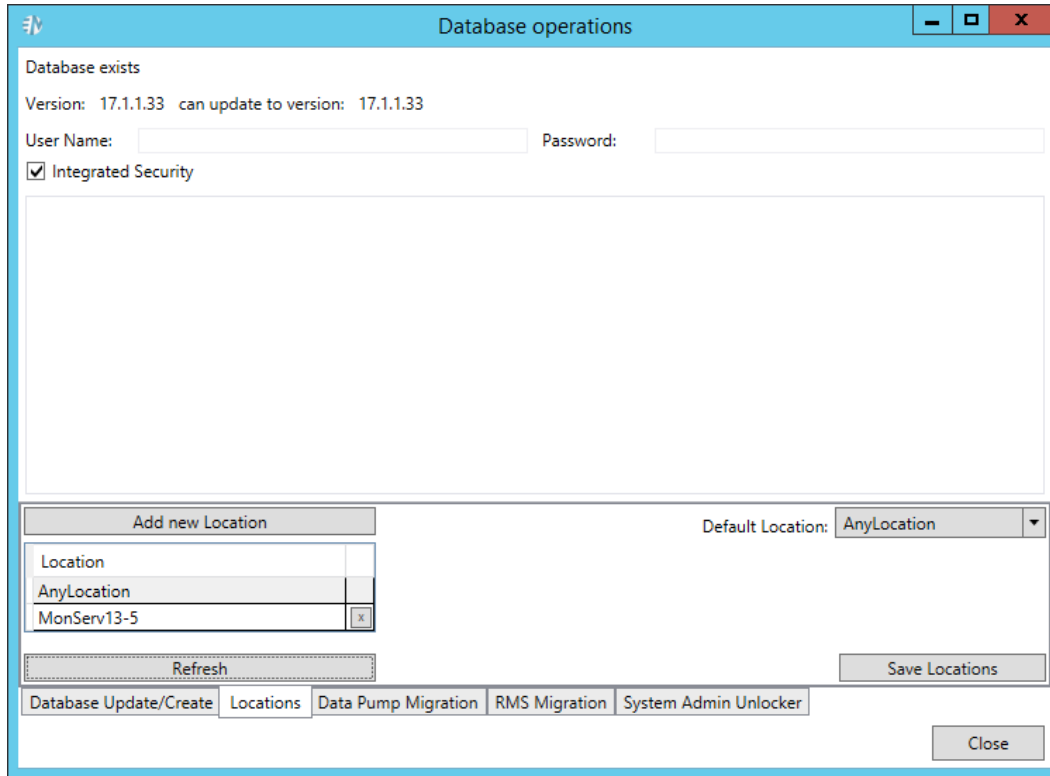 Database operations
Database exists
Version: 17.1.1.33 can update to version: 17.1.1.33
User Name: Password:
Integrated Security
Add new Location
Default Location: AnyLocation
Location
AnyLocation
MonServ13-5 x
Refresh
Save Locations
Database Update/Create Locations Data Pump Migration RMS Migration System Admin Unlocker
Close